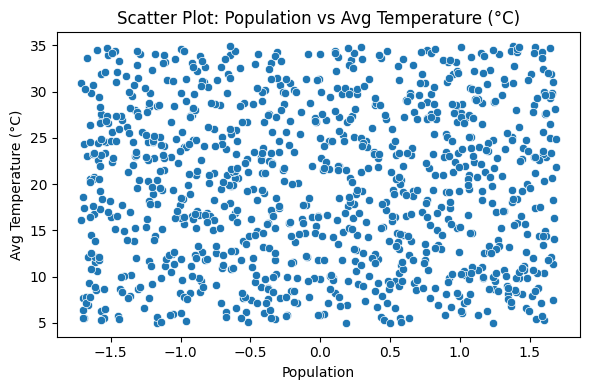 Scatter Plot: Population vs Avg Temperature (°C)
35
30
25
20
15
10
5
Avg Temperature (°C)
−1.5 −1.0 −0.5 0.0 0.5 1.0 1.5
Population